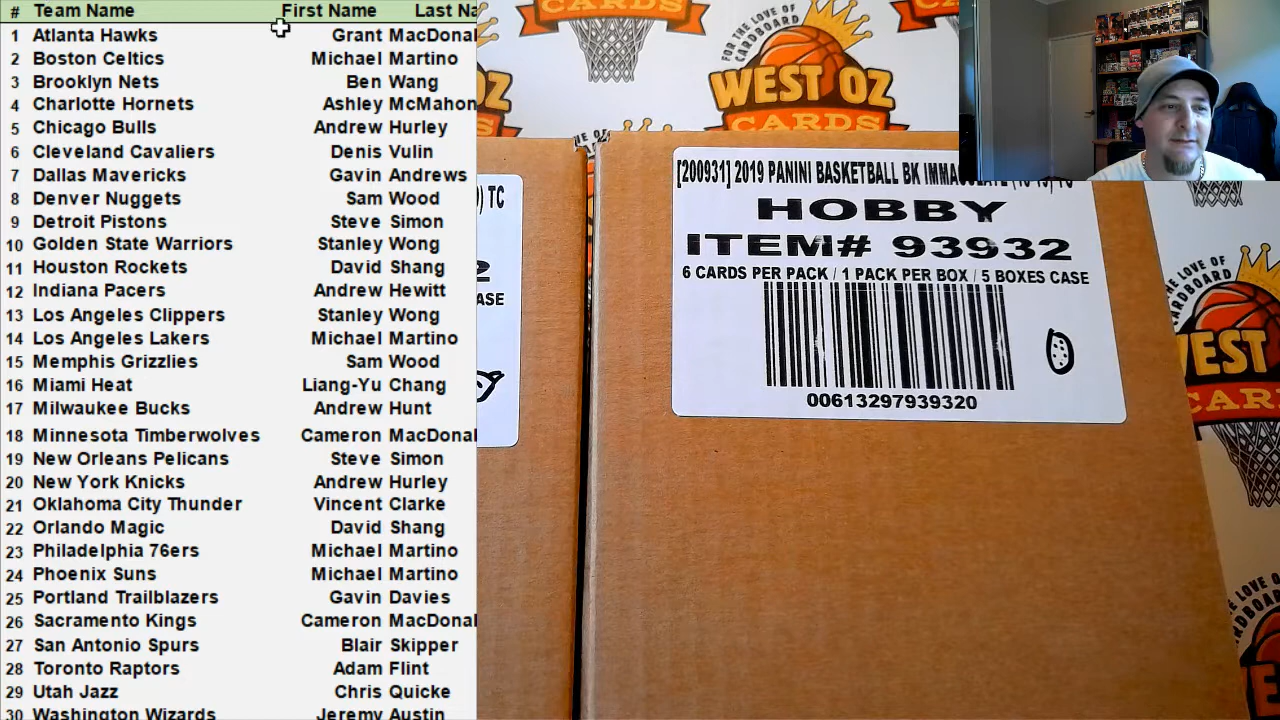 # Team Name First Name Last Na
1 Atlanta Hawks Grant MacDonal
2 Boston Celtics Michael Martino
3 Brooklyn Nets Ben Wang
4 Charlotte Hornets Ashley McMahon
5 Chicago Bulls Andrew Hurley
6 Cleveland Cavaliers Denis Vulin
7 Dallas Mavericks Gavin Andrews
8 Denver Nuggets Sam Wood
9 Detroit Pistons Steve Simon
10 Golden State Warriors Stanley Wong
11 Houston Rockets David Shang
12 Indiana Pacers Andrew Hewitt
13 Los Angeles Clippers Stanley Wong
14 Los Angeles Lakers Michael Martino
15 Memphis Grizzlies Sam Wood
16 Miami Heat Liang-Yu Chang
17 Milwaukee Bucks Andrew Hunt
18 Minnesota Timberwolves Cameron MacDonal
19 New Orleans Pelicans Steve Simon
20 New York Knicks Andrew Hurley
21 Oklahoma City Thunder Vincent Clarke
22 Orlando Magic David Shang
23 Philadelphia 76ers Michael Martino
24 Phoenix Suns Michael Martino
25 Portland Trailblazers Gavin Davies
26 Sacramento Kings Cameron MacDonal
27 San Antonio Spurs Blair Skipper
28 Toronto Raptors Adam Flint
29 Utah Jazz Chris Quicke
30 Washington Wizards Jeremy Austin
CARDS
FOR THE LOVE OF CARDBOARD
WEST OZ
CARDS
OZ
) TC
ASE
[200931] 2019 PANINI BASKETBALL BK
HOBBY
ITEM# 93932
6 CARDS PER PACK / 1 PACK PER BOX / 5 BOXES CASE
00613297939320
THE LOVE OF
CARDBOARD
WEST
CAR